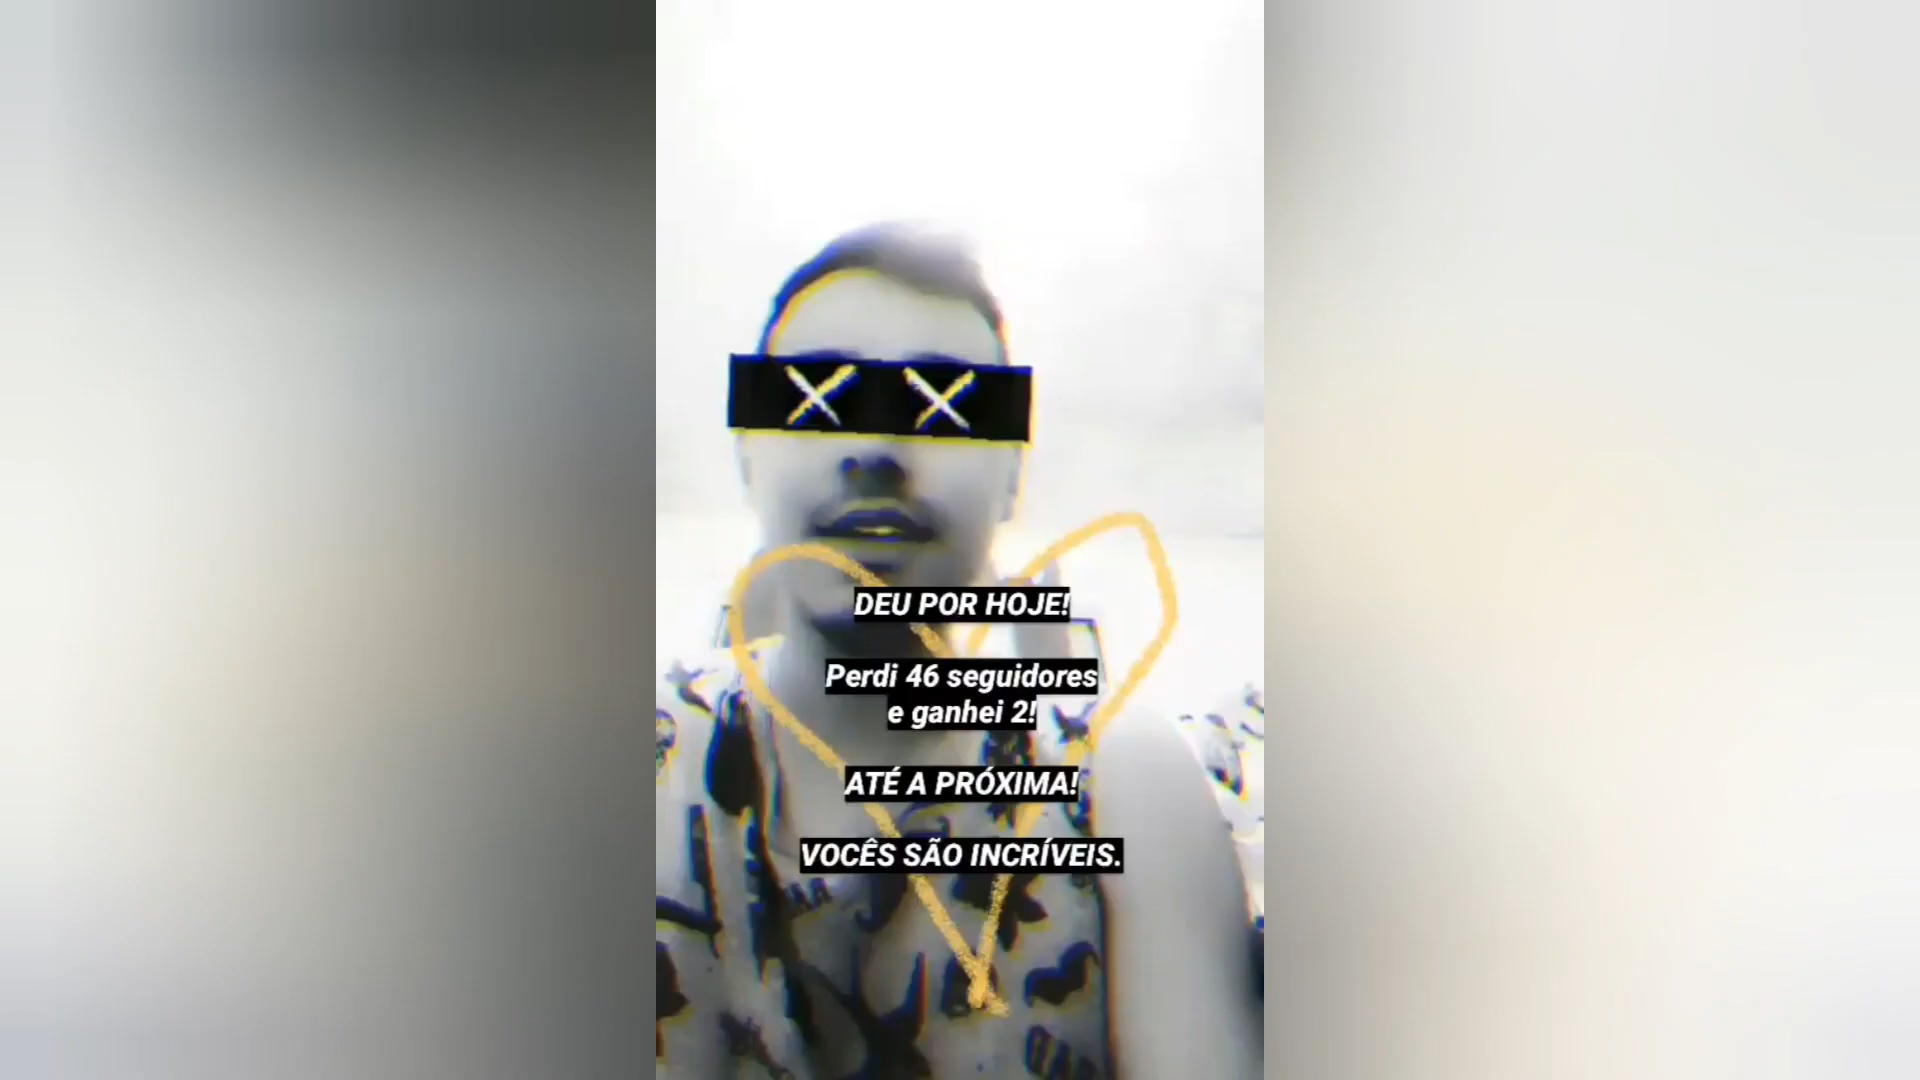 DEU POR HOJE!
Perdi 46 seguidores
e ganhei 2!
ATÉ A PRÓXIMA!
VOCÊS SÃO INCRÍVEIS.